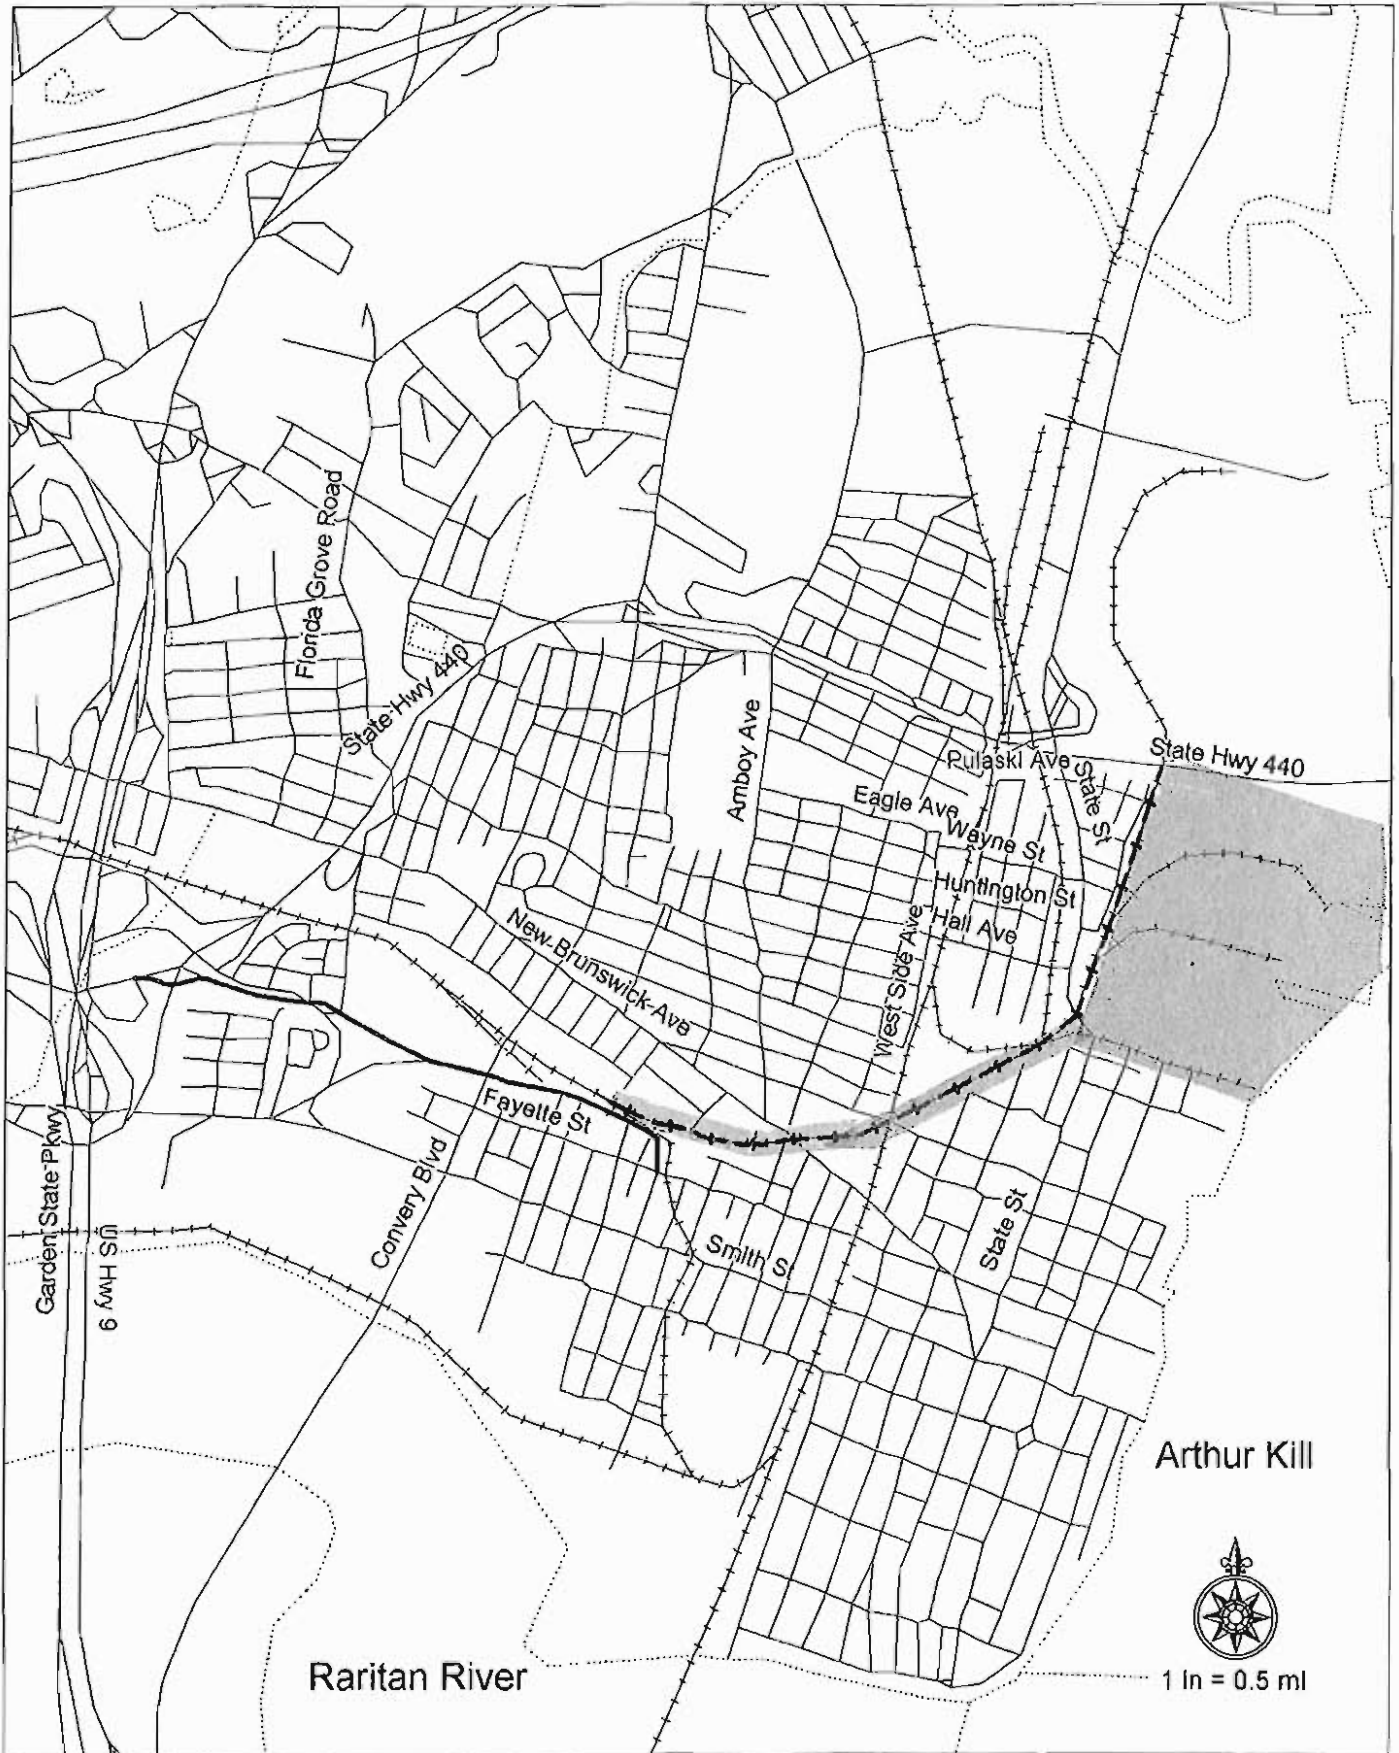 Florida Grove Road
State Hwy 440
Amboy Ave
Pulaski Ave
State St
State Hwy 440
Eagle Ave
Wayne St
Huntington St
Hall Ave
West Side Ave
New Brunswick Ave
Fayette St
Convery Blvd
Garden State Pkwy
US Hwy 9
Smith St
State St
Arthur Kill
Raritan River
1 in = 0.5 mi